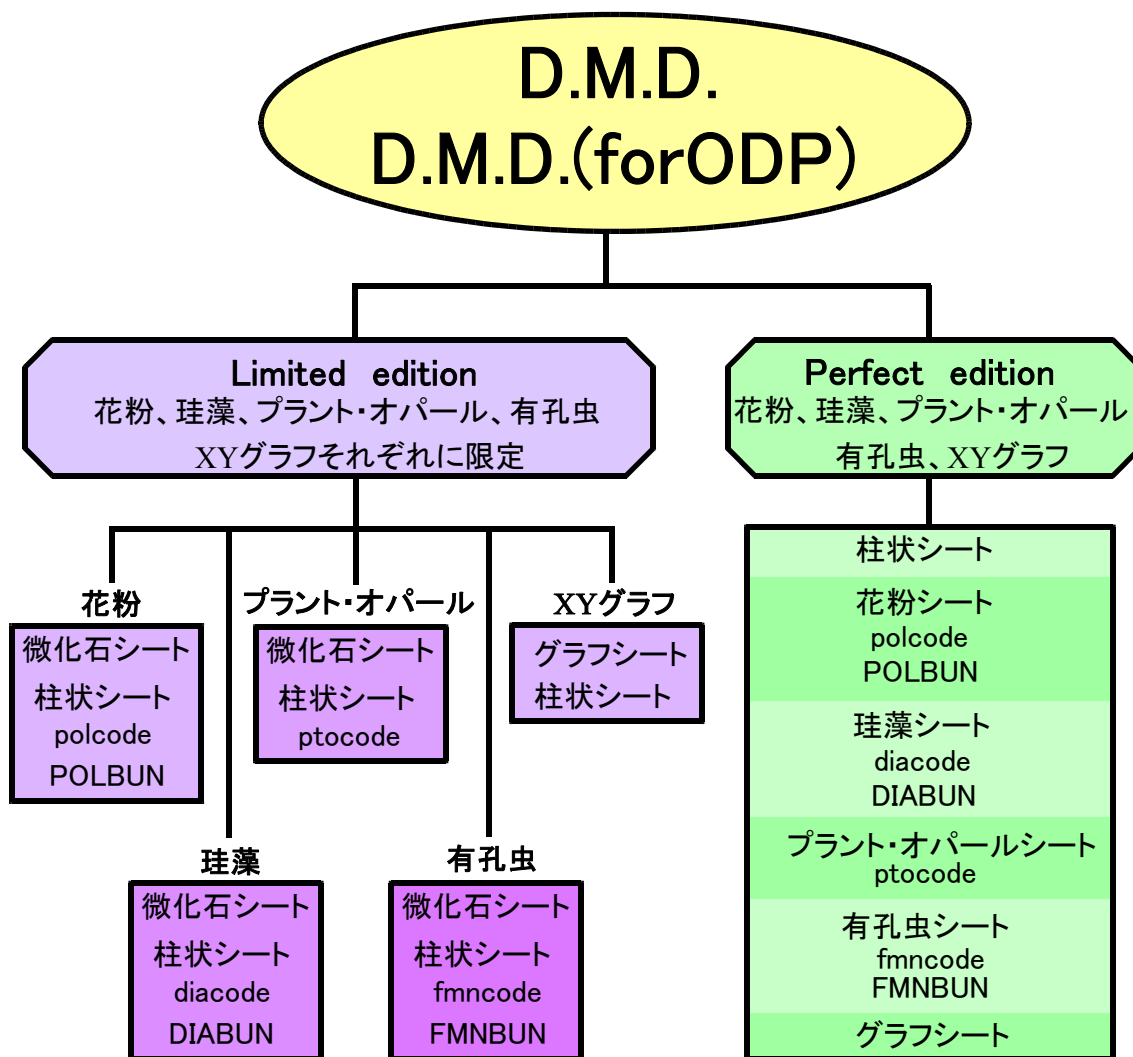 D.M.D.
D.M.D.(forODP)
Limited edition
花粉、珪藻、プラント・オパール、有孔虫
XYグラフそれぞれに限定
Perfect edition
花粉、珪藻、プラント・オパール
有孔虫、XYグラフ
花粉
微化石シート
柱状シート
polcode
POLBUN
プラント・オパール
微化石シート
柱状シート
ptocode
XYグラフ
グラフシート
柱状シート
珪藻
微化石シート
柱状シート
diacode
DIABUN
有孔虫
微化石シート
柱状シート
fmncode
FMNBUN
柱状シート
花粉シート
polcode
POLBUN
珪藻シート
diacode
DIABUN
プラント・オパールシート
ptocode
有孔虫シート
fmncode
FMNBUN
グラフシート